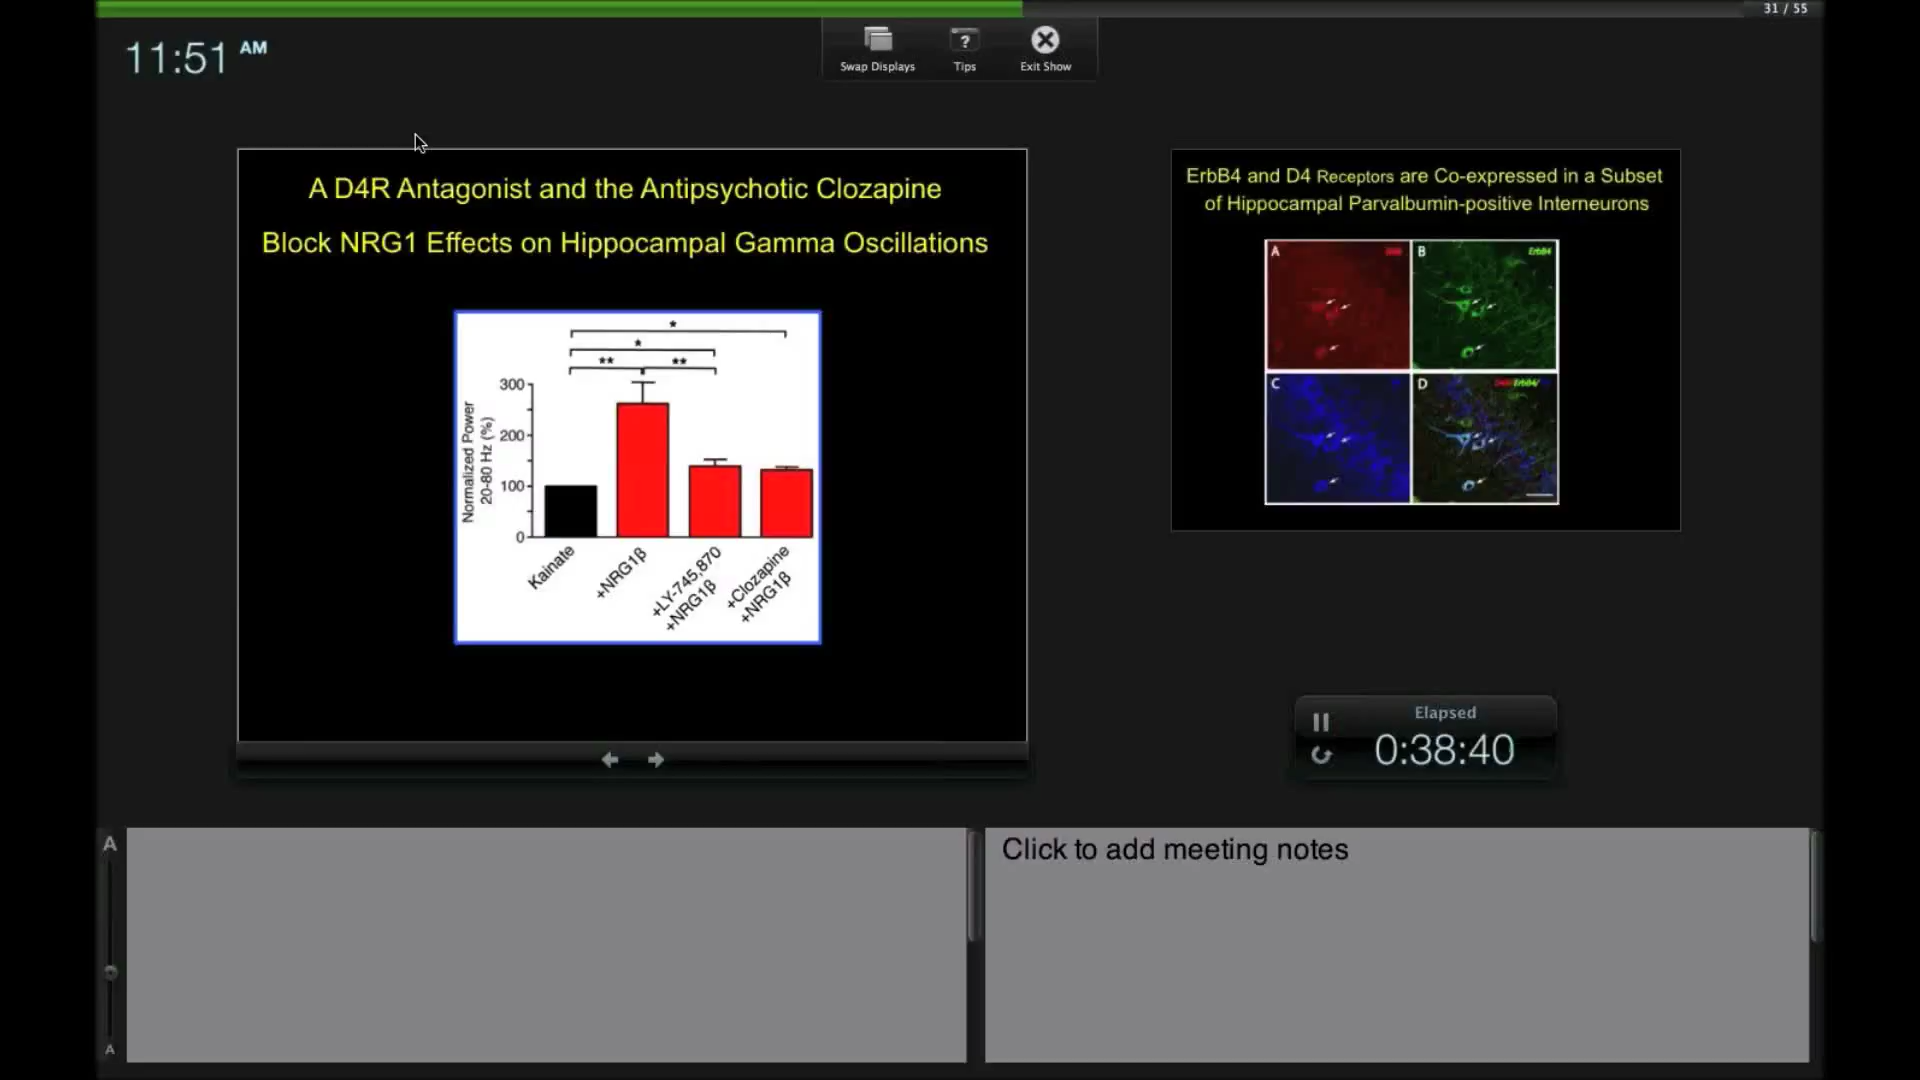 31 / 55
11:51 AM
Swap Displays
Tips
Exit Show
A D4R Antagonist and the Antipsychotic Clozapine
Block NRG1 Effects on Hippocampal Gamma Oscillations
*
*
** **
Normalized Power
20-80 Hz (%)
300
200
100
0
Kainate
+NRG1β
+LY-745,870
+NRG1β
+Clozapine
+NRG1β
ErbB4 and D4 Receptors are Co-expressed in a Subset
of Hippocampal Parvalbumin-positive Interneurons
A
B
ErbB4
C
D
ErbB4/
Elapsed
0:38:40
A
A
Click to add meeting notes